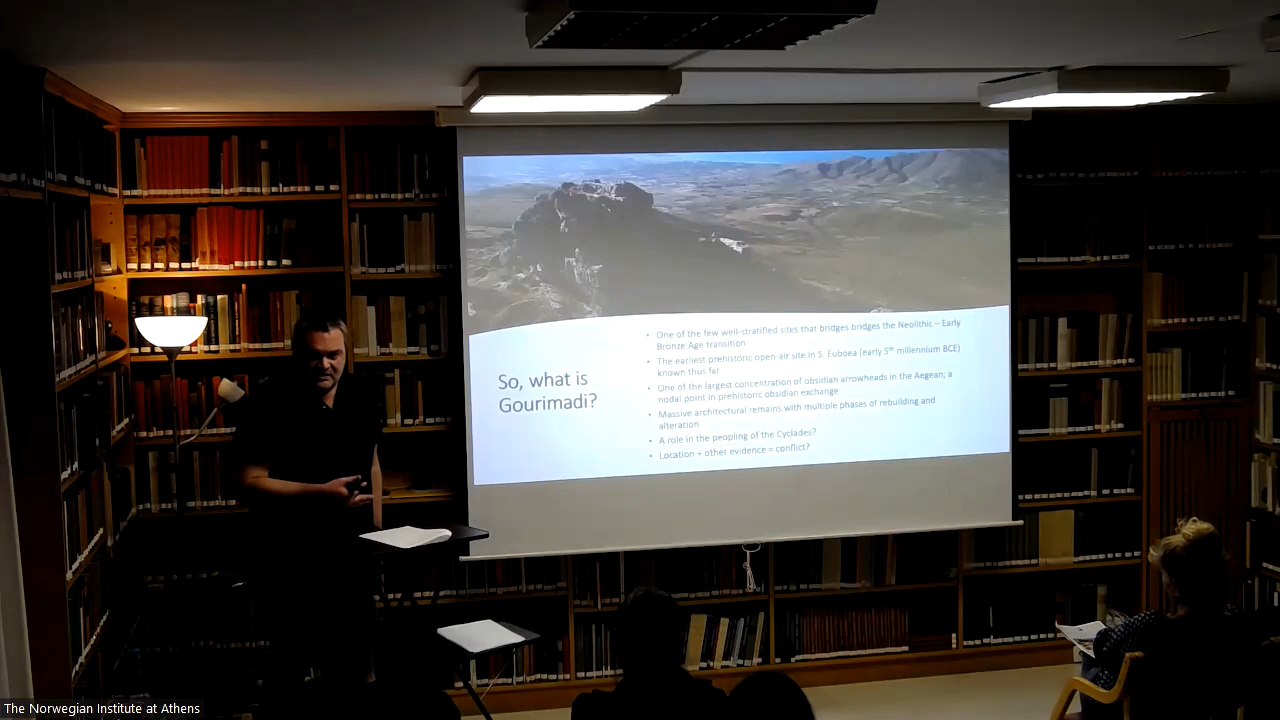 So, what is
Gourimadi?
• One of the few well-stratified sites that bridges bridges the Neolithic – Early
Bronze Age transition
• The earliest prehistoric open-air site in S. Euboea (early 5th millennium BCE)
known thus far
• One of the largest concentration of obsidian arrowheads in the Aegean; a
nodal point in prehistoric obsidian exchange
• Massive architectural remains with multiple phases of rebuilding and
alteration
• A role in the peopling of the Cyclades?
• Location + other evidence = conflict?
The Norwegian Institute at Athens